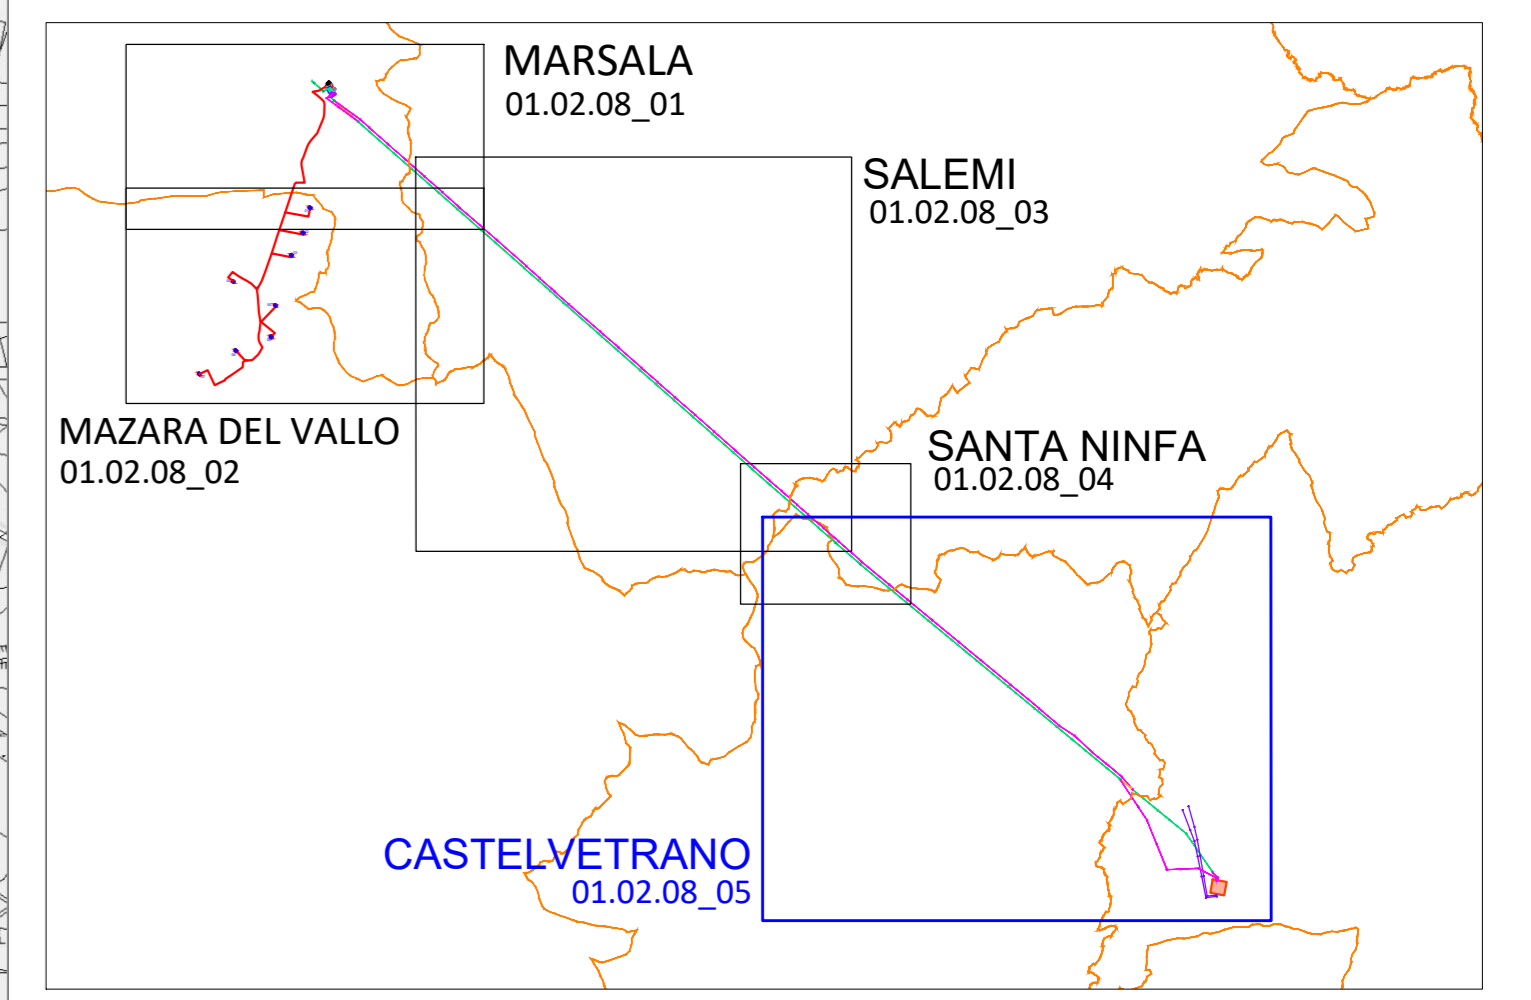 MARSALA
01.02.08_01
SALEMI
01.02.08_03
MAZARA DEL VALLO
01.02.08_02
SANTA NINFA
01.02.08_04
CASTELVETRANO
01.02.08_05